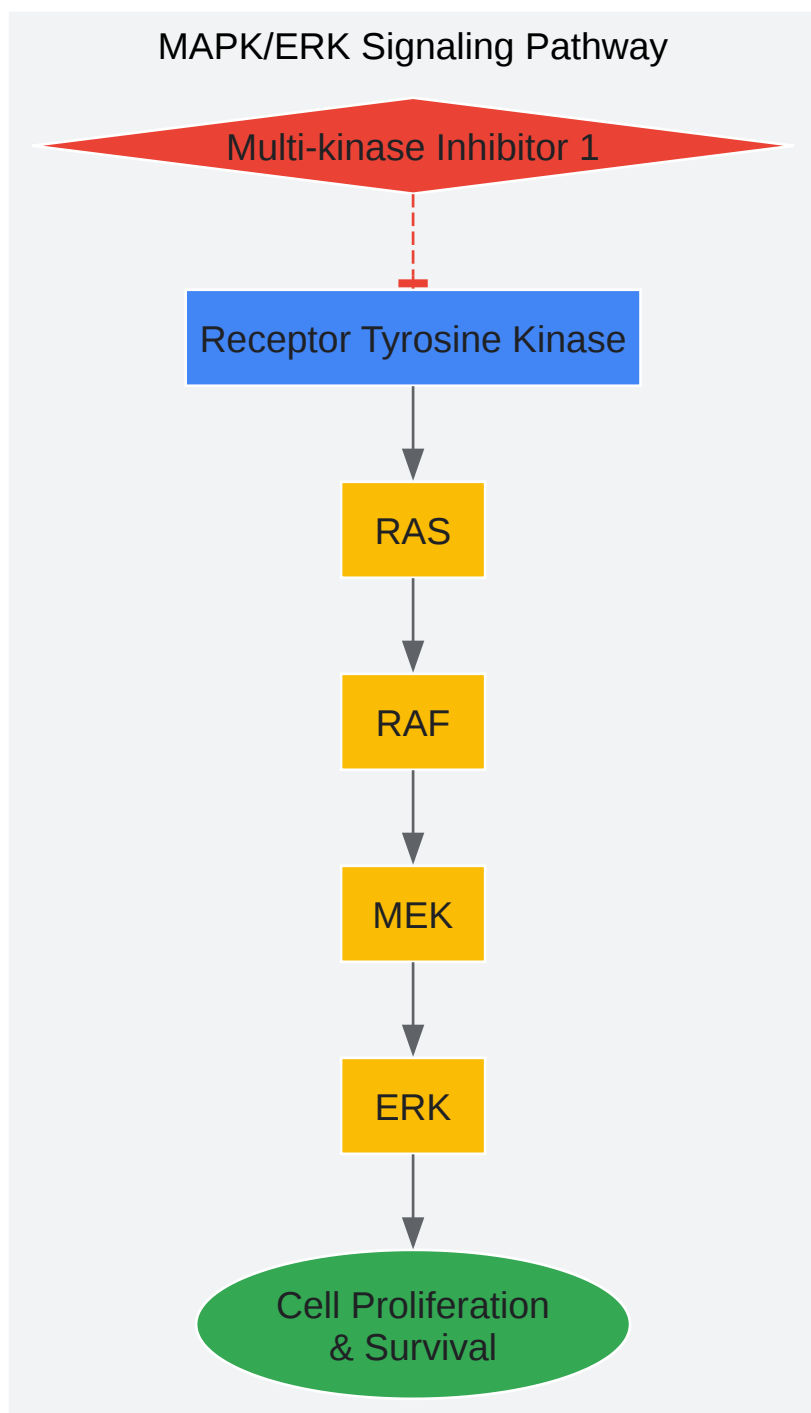 MAPK/ERK Signaling Pathway
Multi-kinase Inhibitor 1
Receptor Tyrosine Kinase
RAS
RAF
MEK
ERK
Cell Proliferation
& Survival